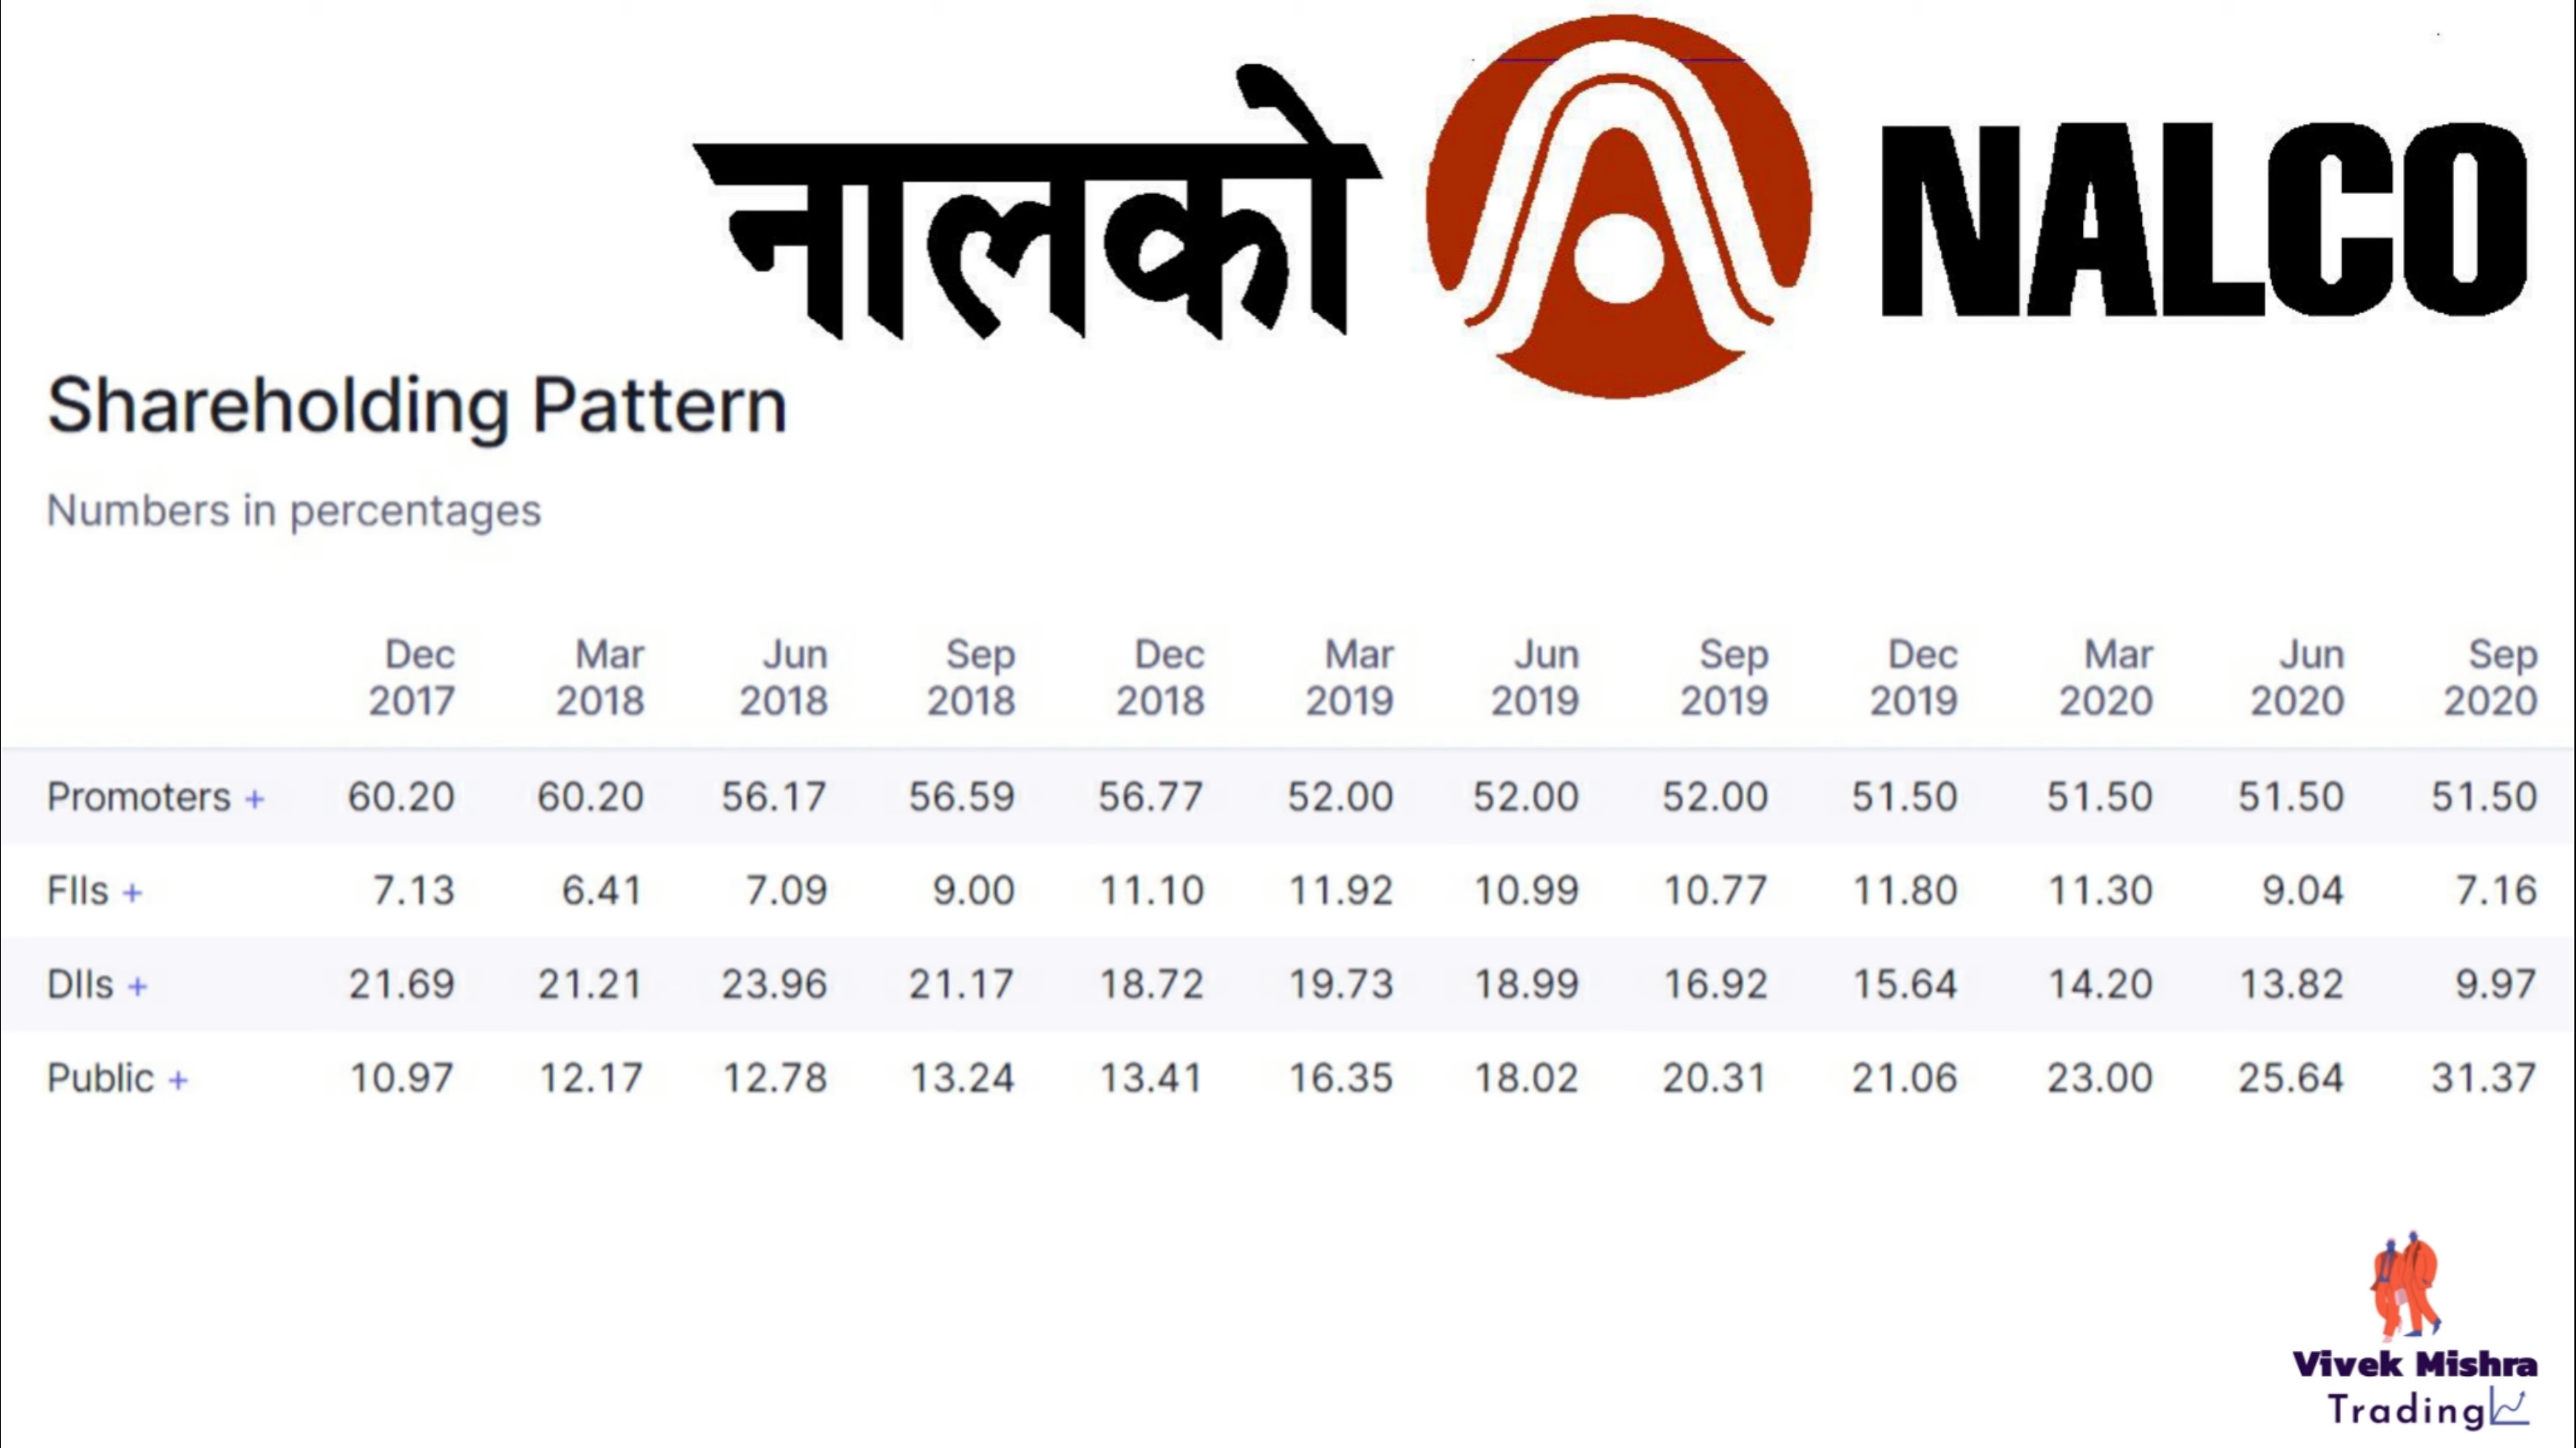 नालको NALCO
Shareholding Pattern
Numbers in percentages
Dec 2017 Mar 2018 Jun 2018 Sep 2018 Dec 2018 Mar 2019 Jun 2019 Sep 2019 Dec 2019 Mar 2020 Jun 2020 Sep 2020
Promoters + 60.20 60.20 56.17 56.59 56.77 52.00 52.00 52.00 51.50 51.50 51.50 51.50
FIIs + 7.13 6.41 7.09 9.00 11.10 11.92 10.99 10.77 11.80 11.30 9.04 7.16
DIIs + 21.69 21.21 23.96 21.17 18.72 19.73 18.99 16.92 15.64 14.20 13.82 9.97
Public + 10.97 12.17 12.78 13.24 13.41 16.35 18.02 20.31 21.06 23.00 25.64 31.37
Vivek Mishra
Trading